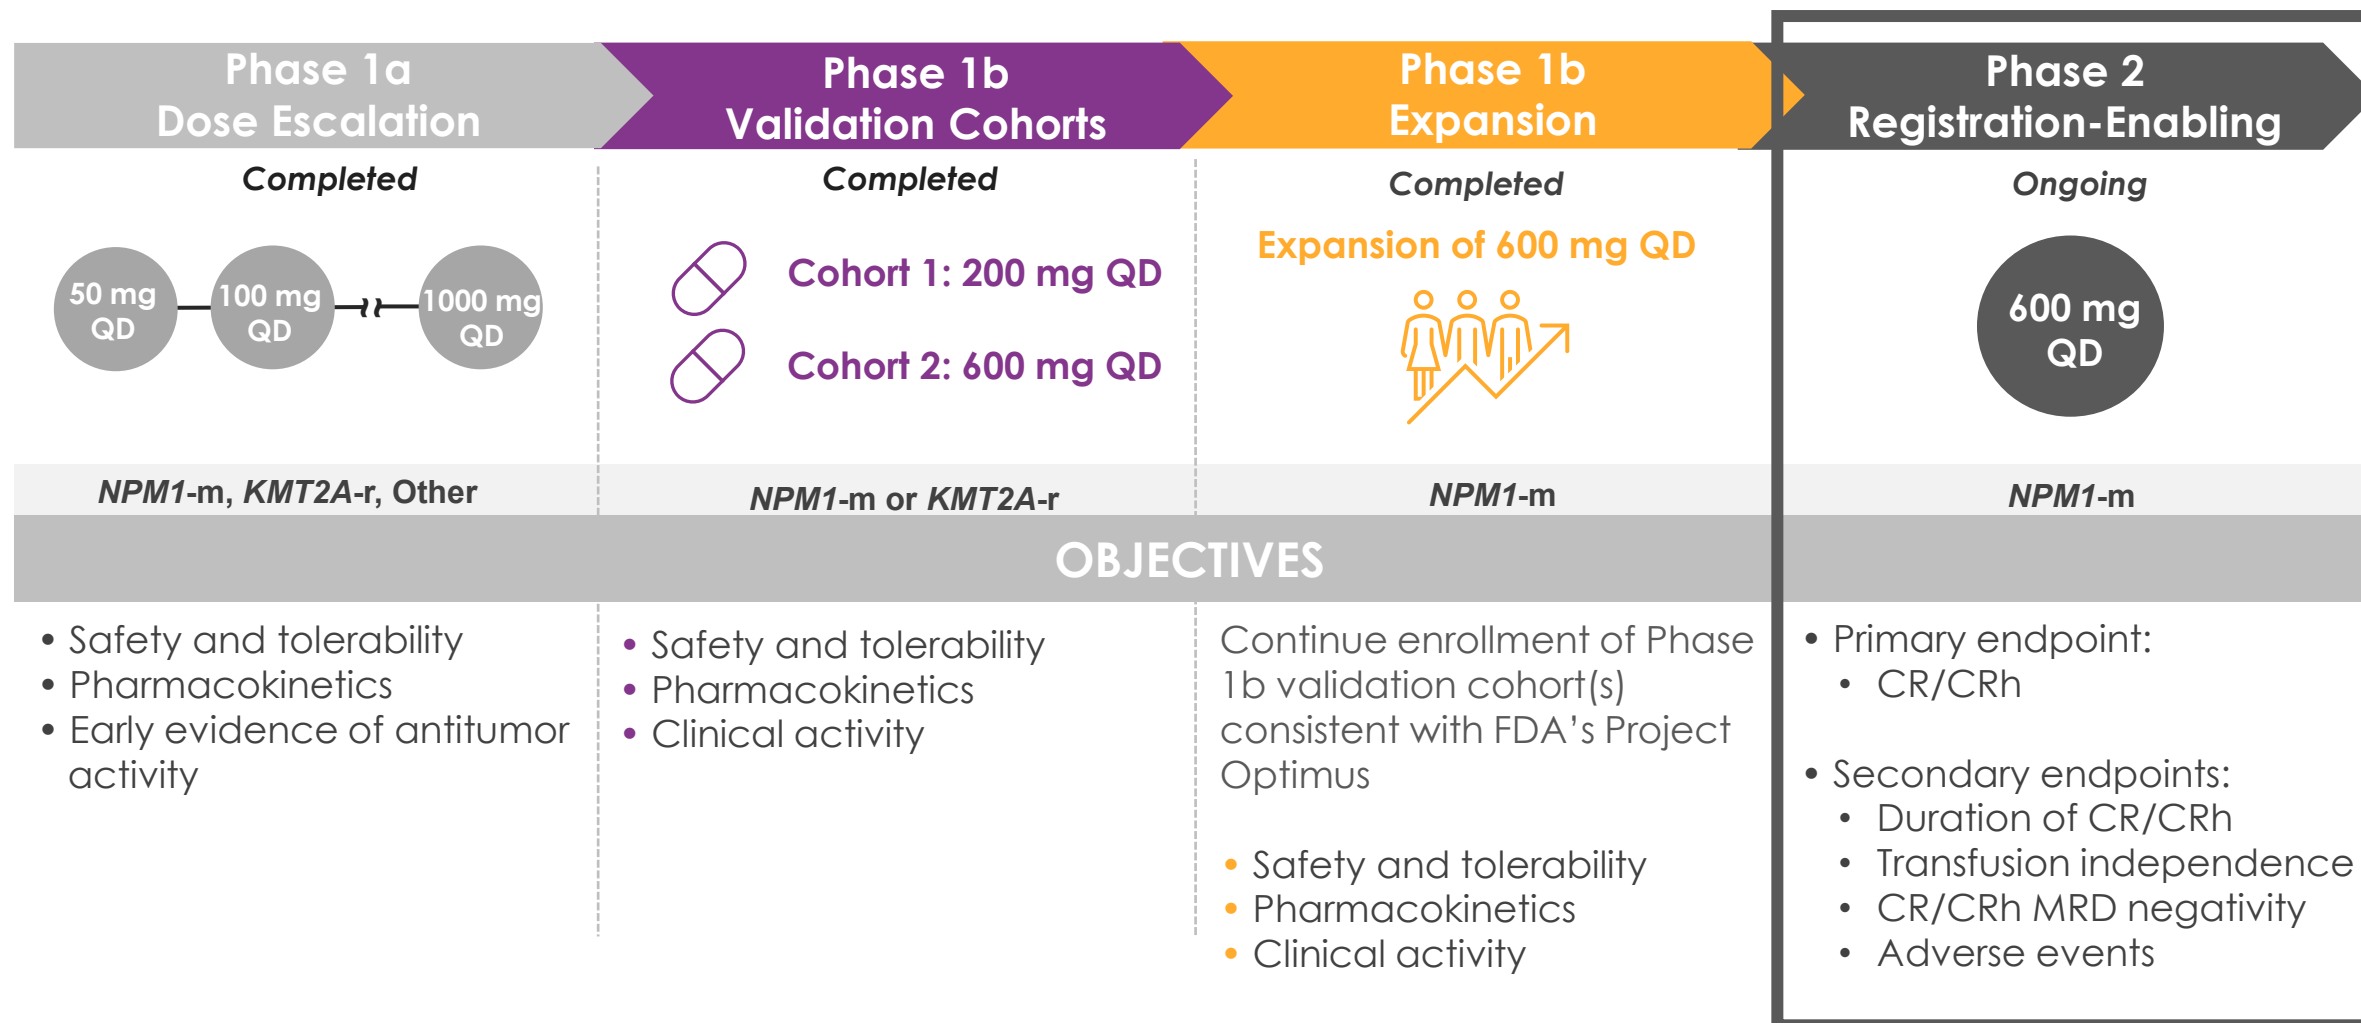 Phase 1a
Dose Escalation
Completed
50 mg
QD
100 mg
QD
1000 mg
QD
NPM1-m, KMT2A-r, Other
Phase 1b
Validation Cohorts
Completed
Cohort 1: 200 mg QD
Cohort 2: 600 mg QD
NPM1-m or KMT2A-r
Phase 1b
Expansion
Completed
Expansion of 600 mg QD
NPM1-m
Phase 2
Registration-Enabling
Ongoing
600 mg
QD
NPM1-m
OBJECTIVES
• Safety and tolerability
• Pharmacokinetics
• Early evidence of antitumor
activity
• Safety and tolerability
• Pharmacokinetics
• Clinical activity
Continue enrollment of Phase
1b validation cohort(s)
consistent with FDA’s Project
Optimus
• Safety and tolerability
• Pharmacokinetics
• Clinical activity
• Primary endpoint:
• CR/CRh
• Secondary endpoints:
• Duration of CR/CRh
• Transfusion independence
• CR/CRh MRD negativity
• Adverse events